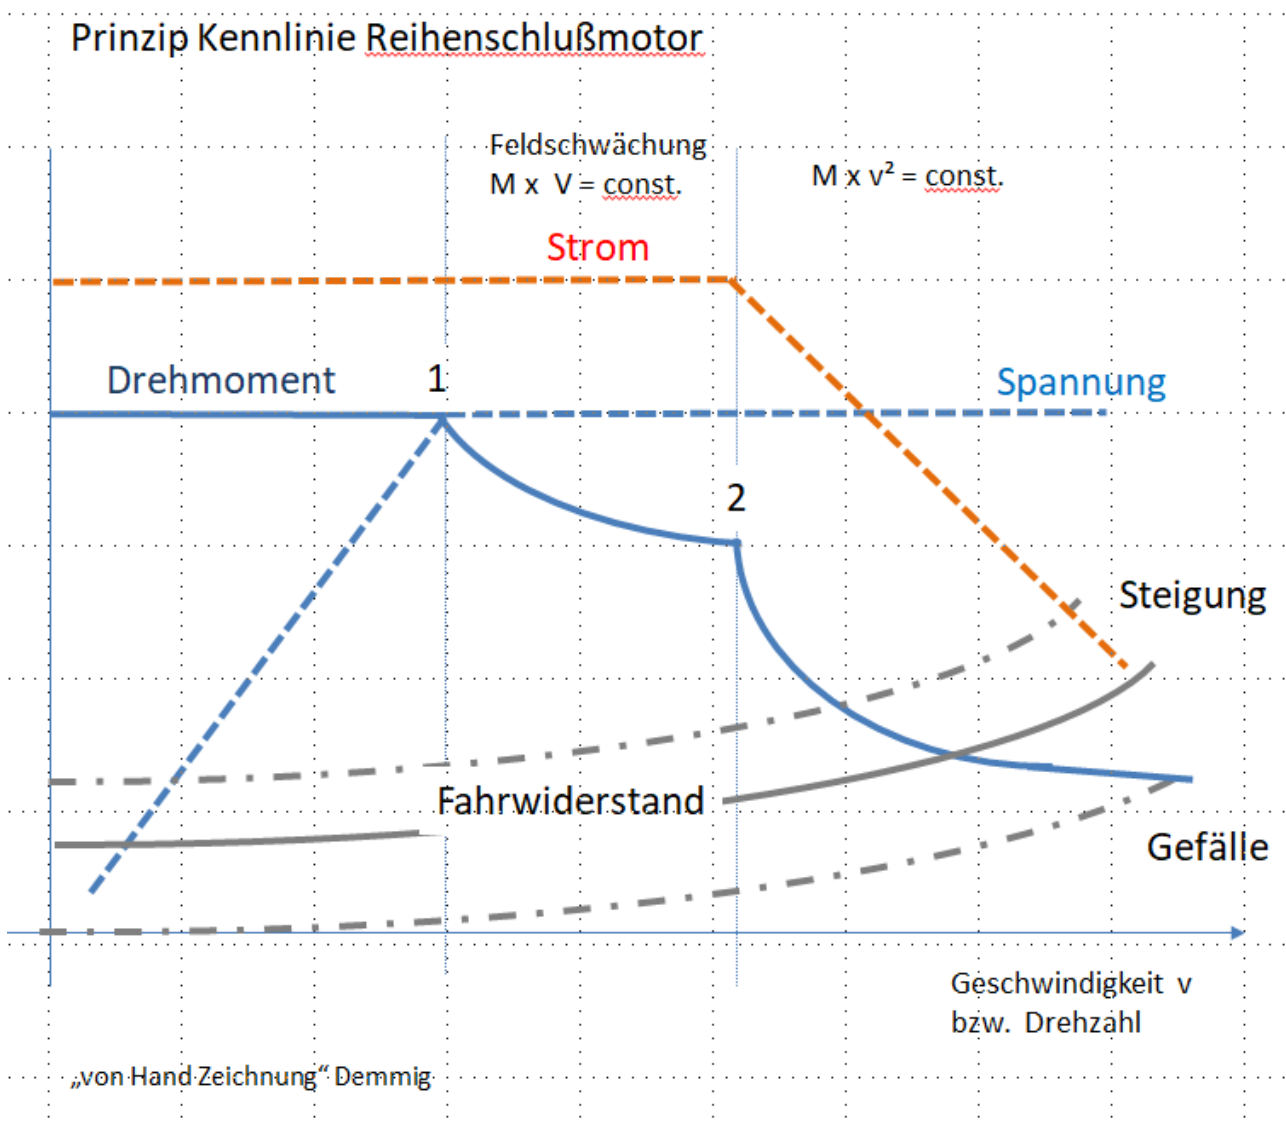 Prinzip Kennlinie Reihenschlußmotor
Feldschwächung
M x V = const.
M x v² = const.
Strom
Drehmoment
1
Spannung
2
Steigung
Fahrwiderstand
Gefälle
Geschwindigkeit v
bzw. Drehzahl
„von Hand Zeichnung“ Demmig